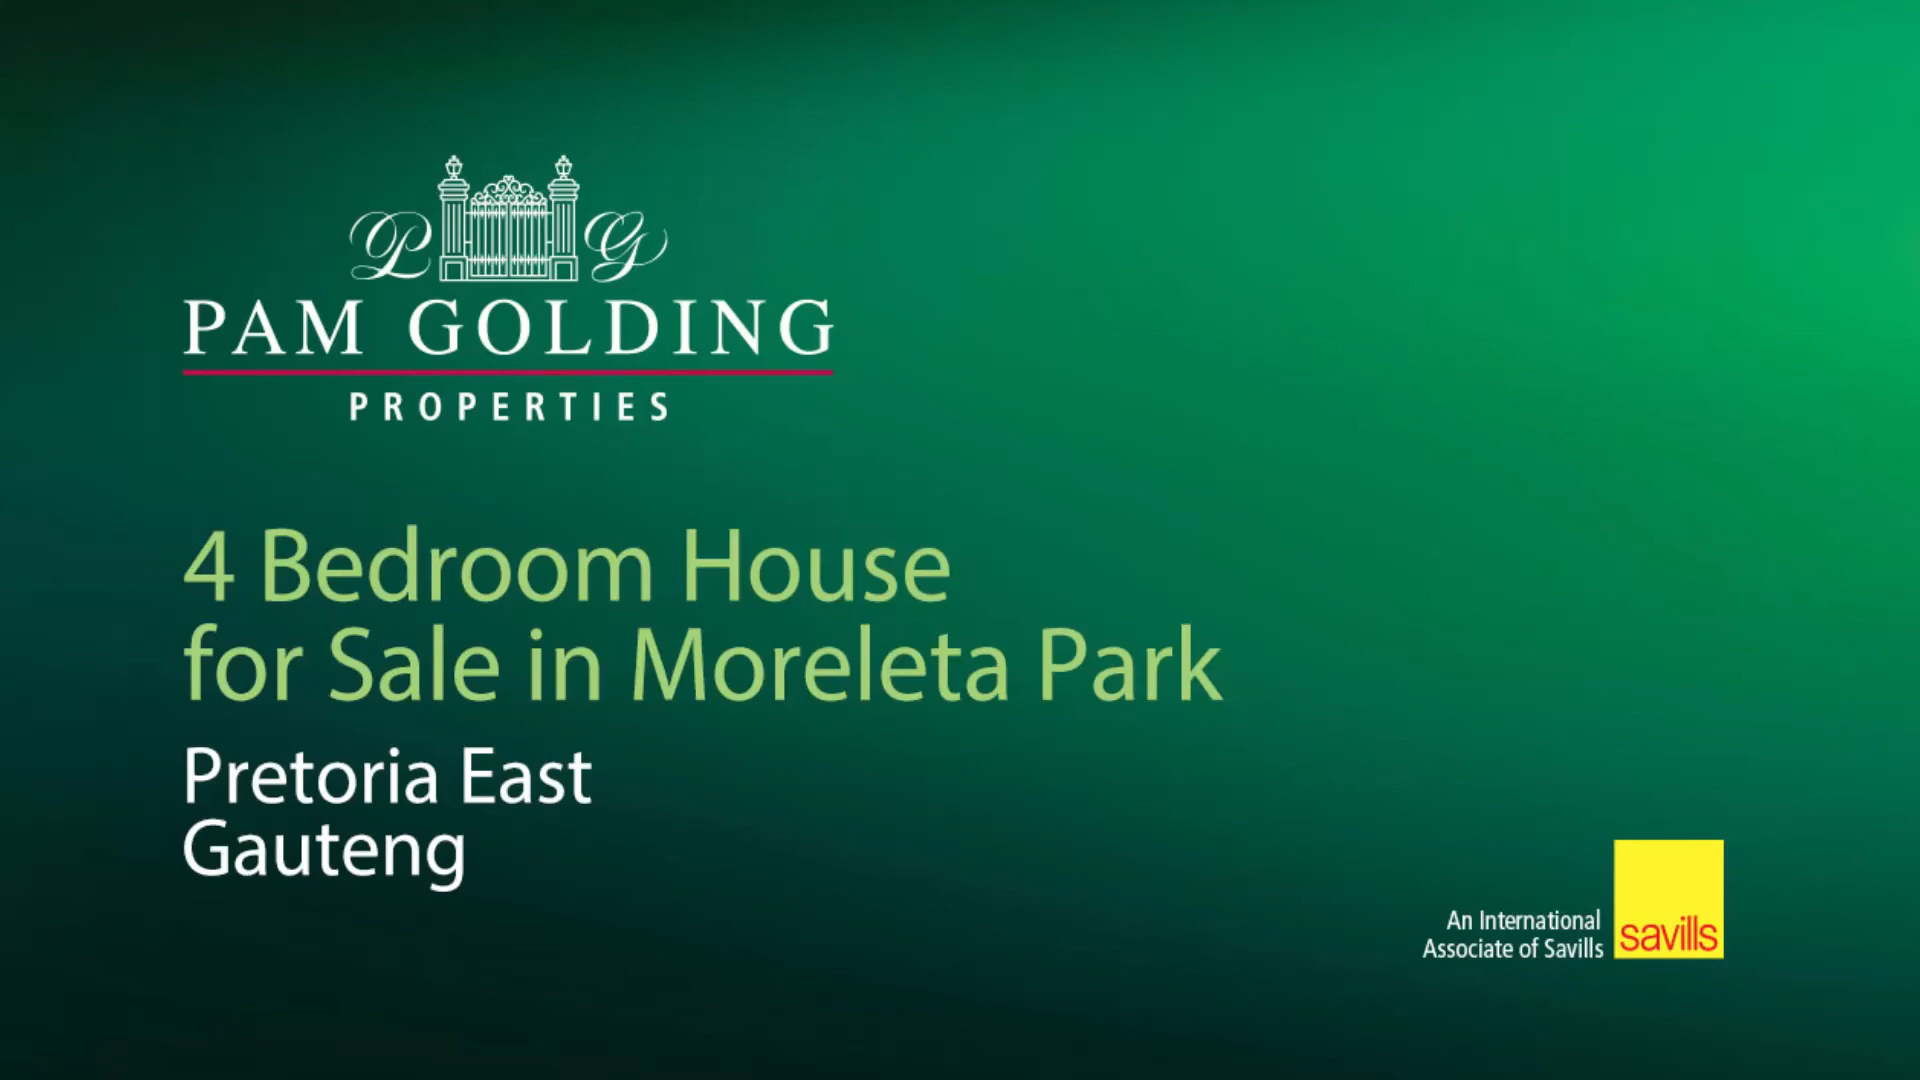 P G
PAM GOLDING
PROPERTIES
4 Bedroom House
for Sale in Moreleta Park
Pretoria East
Gauteng
An International
Associate of Savills
savills